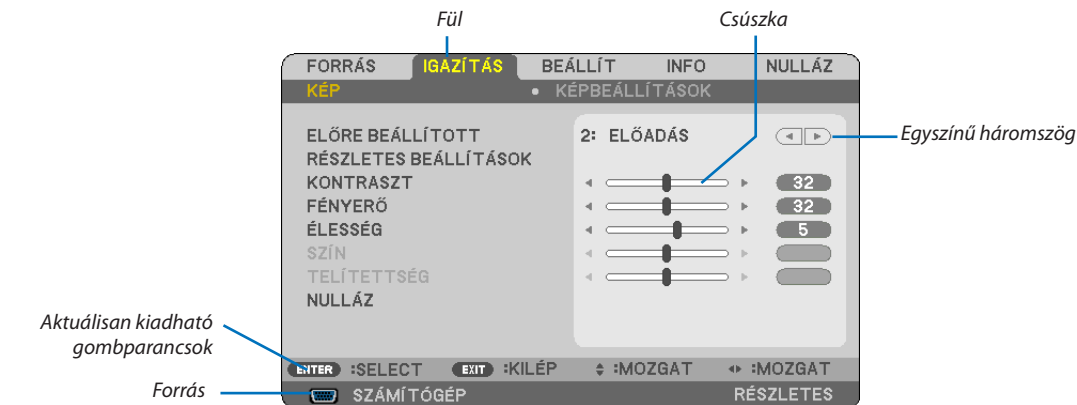 Fül
Csúszka
FORRÁS IGAZÍTÁS BEÁLLÍT INFO NULLÁZ
KÉP • KÉPBEÁLLÍTÁSOK
ELŐRE BEÁLLÍTOTT 2: ELŐADÁS
Egyszínű háromszög
RÉSZLETES BEÁLLÍTÁSOK
KONTRASZT 32
FÉNYERŐ 32
ÉLESSÉG 5
SZÍN
TELÍTETTSÉG
NULLÁZ
Aktuálisan kiadható
gombparancsok
ENTER :SELECT EXIT :KILÉP :MOZGAT :MOZGAT
Forrás
SZÁMÍTÓGÉP RÉSZLETES